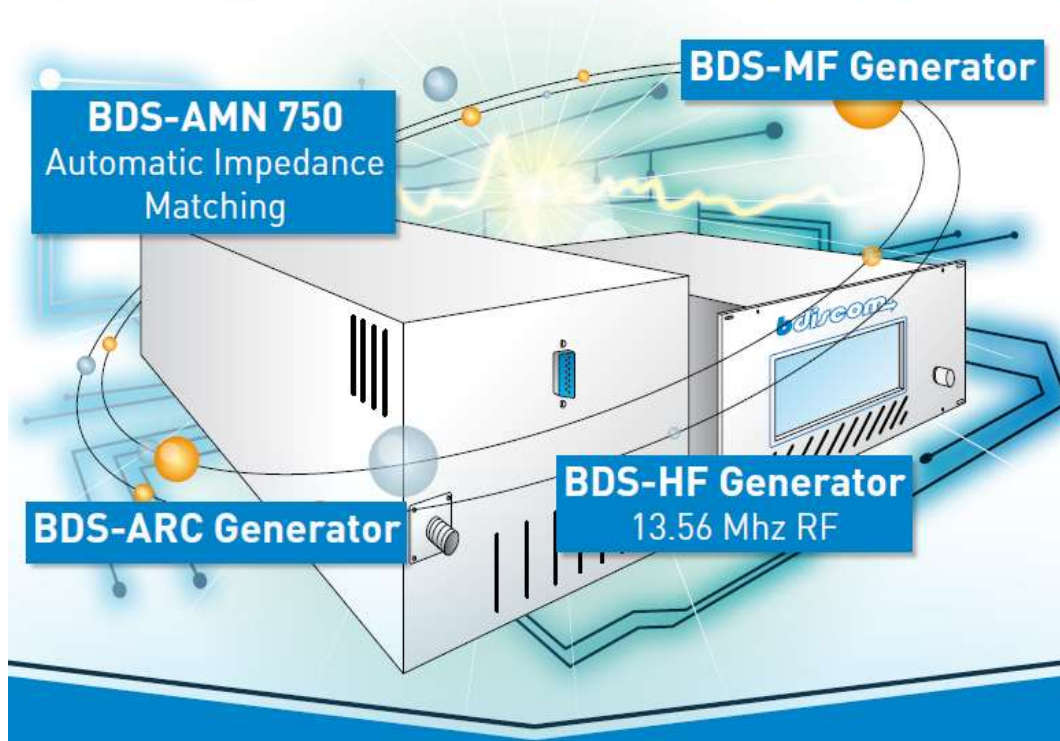 BDS-MF Generator
BDS-AMN 750
Automatic Impedance
Matching
bdiscom
BDS-HF Generator
13.56 Mhz RF
BDS-ARC Generator